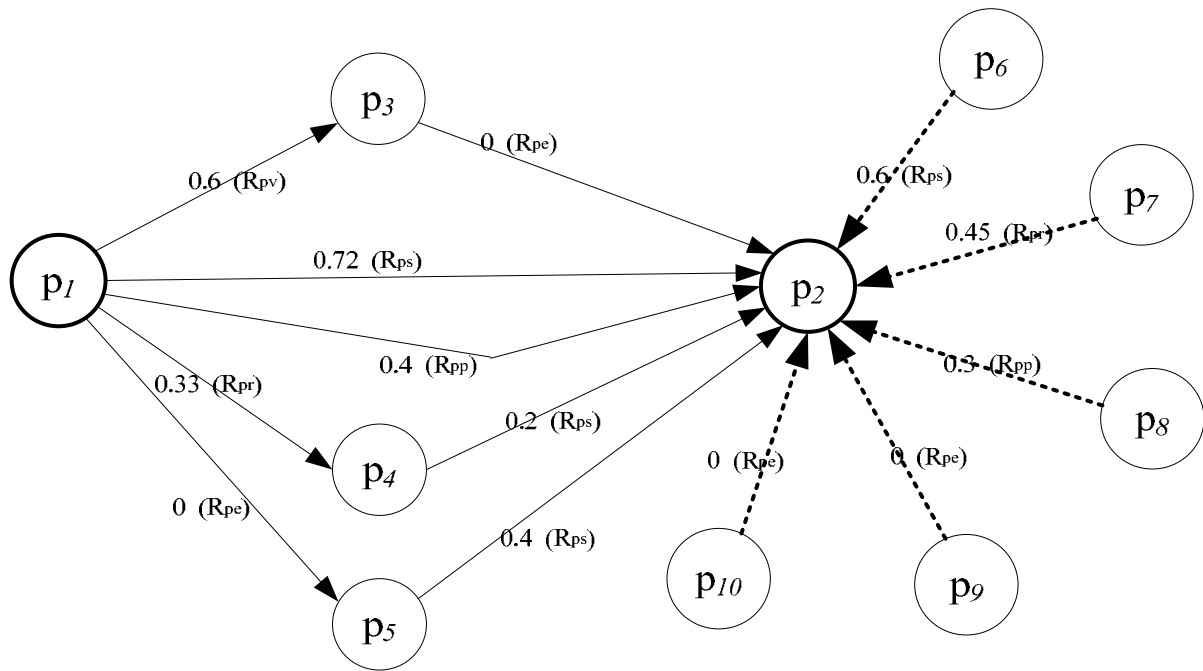 p6
p3
0 (Rpe)
p7
0.6 (Rps)
0.6 (Rpv)
0.45 (Rpr)
0.72 (Rps)
p1
p2
0.4 (Rpp)
0.3 (Rpp)
0.33 (Rpr)
0.2 (Rps)
p8
p4
0 (Rpe)
0 (Rpe)
0 (Rpe)
0.4 (Rps)
p10
p9
p5